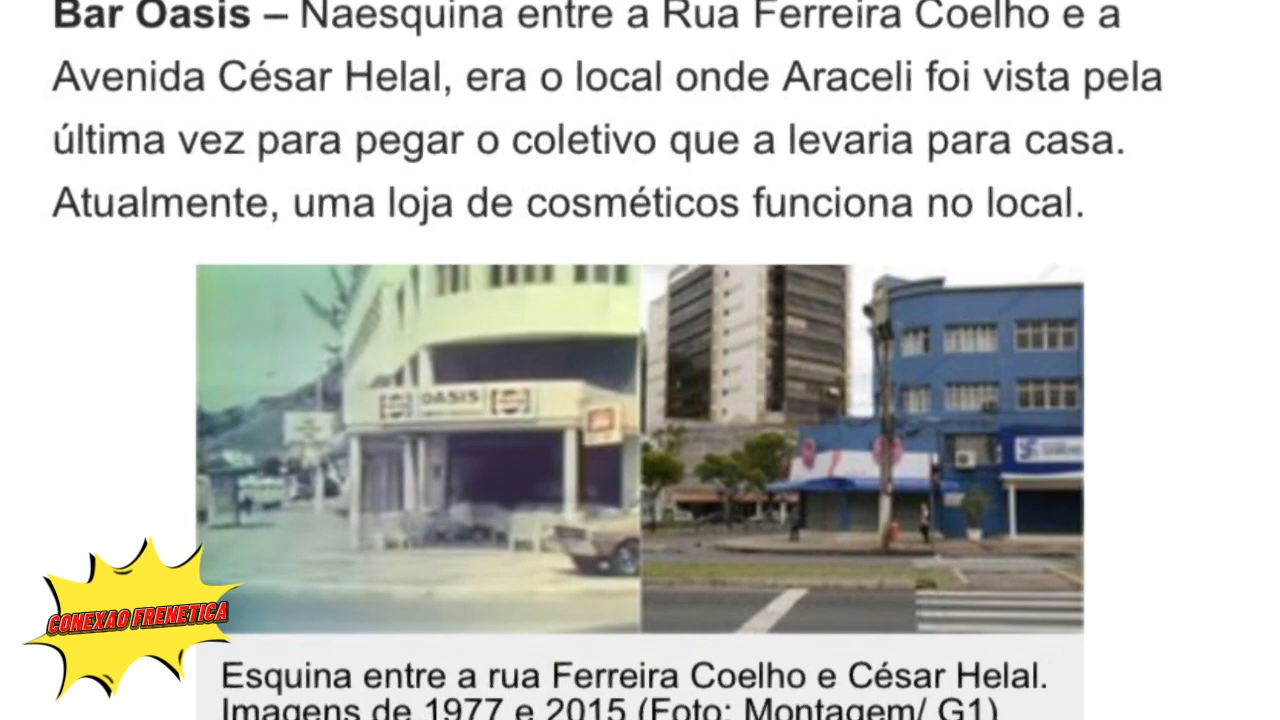 Bar Oasis – Naesquina entre a Rua Ferreira Coelho e a
Avenida César Helal, era o local onde Araceli foi vista pela
última vez para pegar o coletivo que a levaria para casa.
Atualmente, uma loja de cosméticos funciona no local.
OASIS
CONEXAO FRENETICA
Esquina entre a rua Ferreira Coelho e César Helal.
Imagens de 1977 e 2015 (Foto: Montagem/ G1)